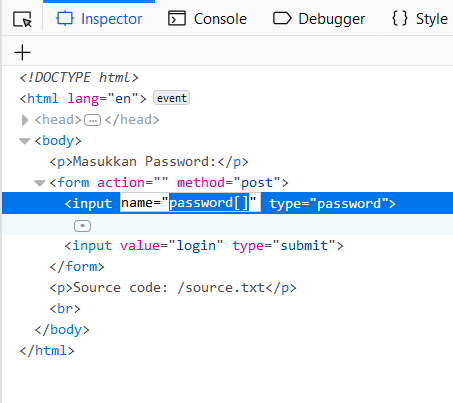 Inspector Console Debugger {} Style
+
<!DOCTYPE html>
<html lang="en"> event
<head> ... </head>
<body>
<p>Masukkan Password:</p>
<form action="" method="post">
<input name="password[]" type="password">
<input value="login" type="submit">
</form>
<p>Source code: /source.txt</p>
<br>
</body>
</html>